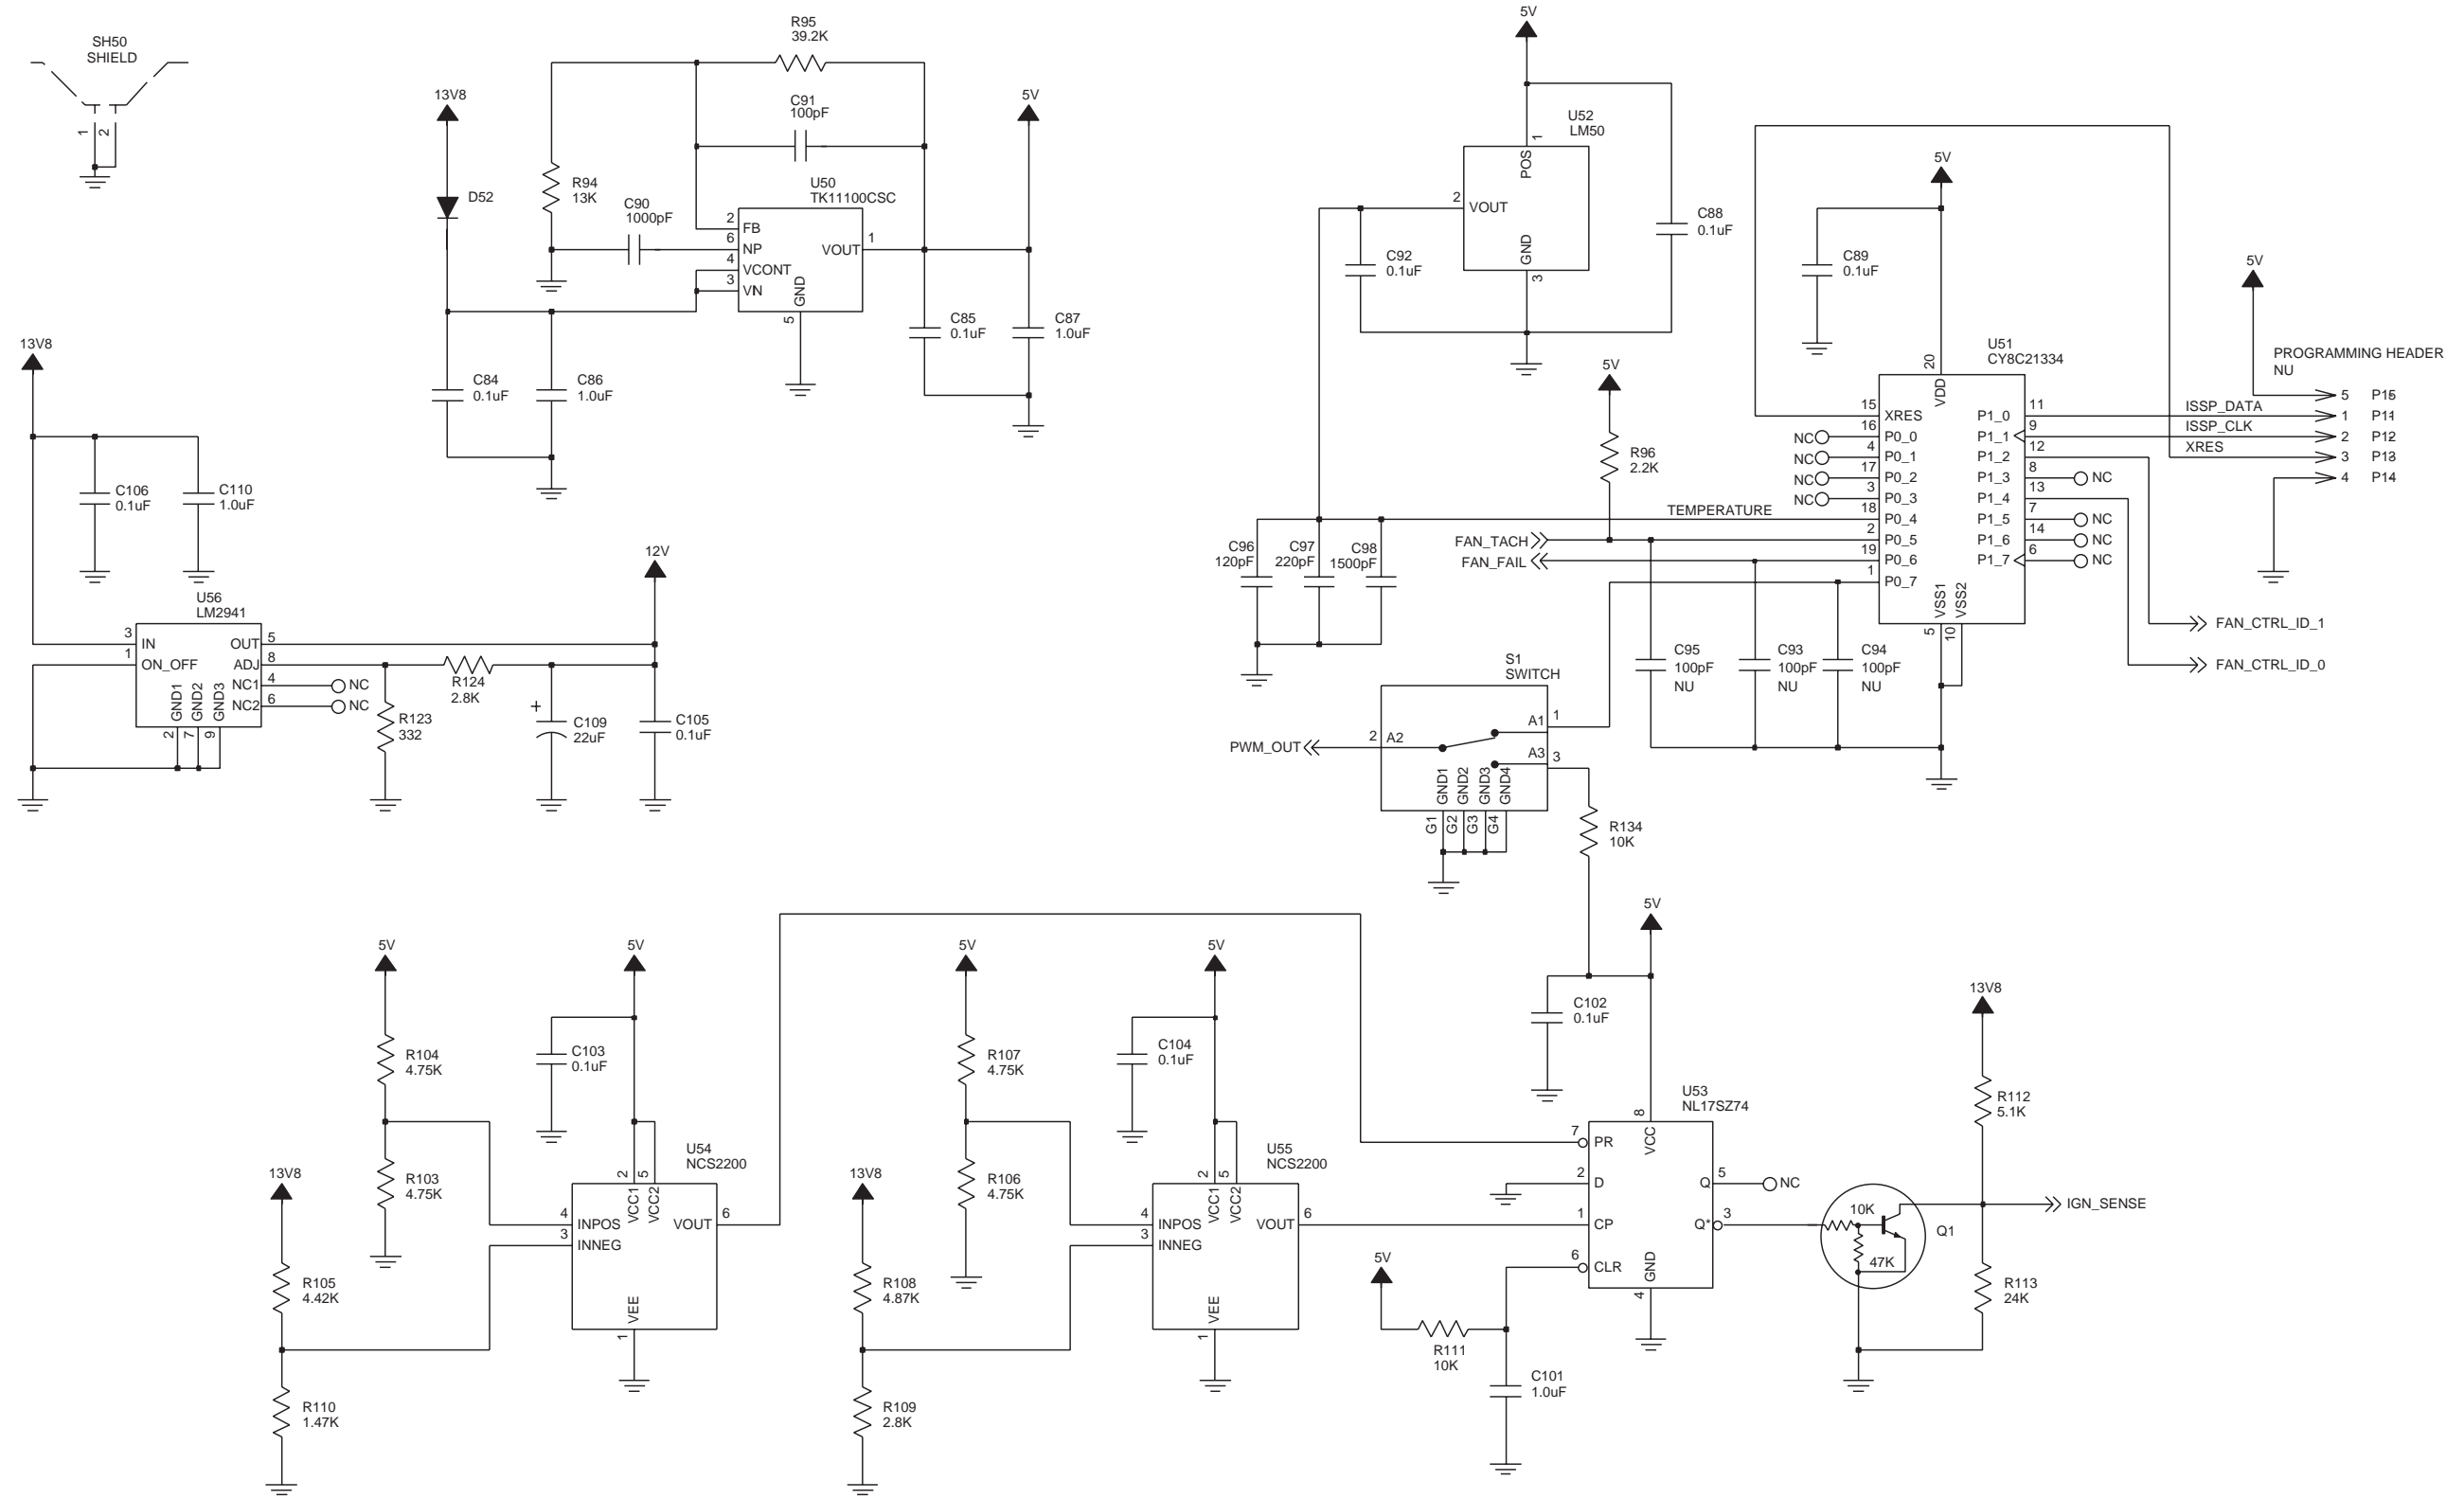 SH50
SHIELD
1
2
R95
39.2K
C91
100pF
13V8
D52
R94
13K
C90
1000pF
U50
TK11100CSC
2
FB
6
NP
4
VCONT
3
VIN
GND
5
VOUT
1
5V
C85
0.1uF
C87
1.0uF
C84
0.1uF
C86
1.0uF
13V8
C106
0.1uF
C110
1.0uF
12V
U56
LM2941
3
IN
1
ON_OFF
OUT
5
ADJ
8
NC1
4
NC
NC2
6
NC
GND1
GND2
GND3
2
7
9
R124
2.8K
R123
332
+
C109
22uF
C105
0.1uF
5V
U52
LM50
1
POS
2
VOUT
GND
3
C92
0.1uF
C88
0.1uF
5V
C89
0.1uF
U51
CY8C21334
20
VDD
15
XRES
16
NC
P0_0
4
NC
P0_1
17
NC
P0_2
3
NC
P0_3
18
TEMPERATURE
P0_4
2
FAN_TACH
P0_5
19
FAN_FAIL
P0_6
1
P0_7
P1_0
11
ISSP_DATA
P1_1
9
ISSP_CLK
P1_2
12
XRES
P1_3
8
NC
P1_4
13
P1_5
7
NC
P1_6
14
NC
P1_7
6
NC
VSS1
VSS2
5
10
5V
PROGRAMMING HEADER
NU
5 P15
1 P11
2 P12
3 P13
4 P14
FAN_CTRL_ID_1
FAN_CTRL_ID_0
5V
R96
2.2K
C96
120pF
C97
220pF
C98
1500pF
C95
100pF
NU
C93
100pF
NU
C94
100pF
NU
S1
SWITCH
PWM_OUT
2
A2
A1
1
A3
3
GND1
GND2
GND3
GND4
G1
G2
G3
G4
R134
10K
5V
C102
0.1uF
5V
R104
4.75K
R103
4.75K
5V
C103
0.1uF
U54
NCS2200
2
5
VCC1
VCC2
4
INPOS
3
INNEG
VOUT
6
VEE
1
13V8
R105
4.42K
R110
1.47K
5V
R107
4.75K
R106
4.75K
5V
C104
0.1uF
U55
NCS2200
2
5
VCC1
VCC2
4
INPOS
3
INNEG
VOUT
6
VEE
1
13V8
R108
4.87K
R109
2.8K
U53
NL17SZ74
8
VCC
7
PR
2
D
1
CP
6
CLR
Q
5
NC
Q*
3
GND
4
5V
R111
10K
C101
1.0uF
10K
47K
Q1
13V8
R112
5.1K
IGN_SENSE
R113
24K